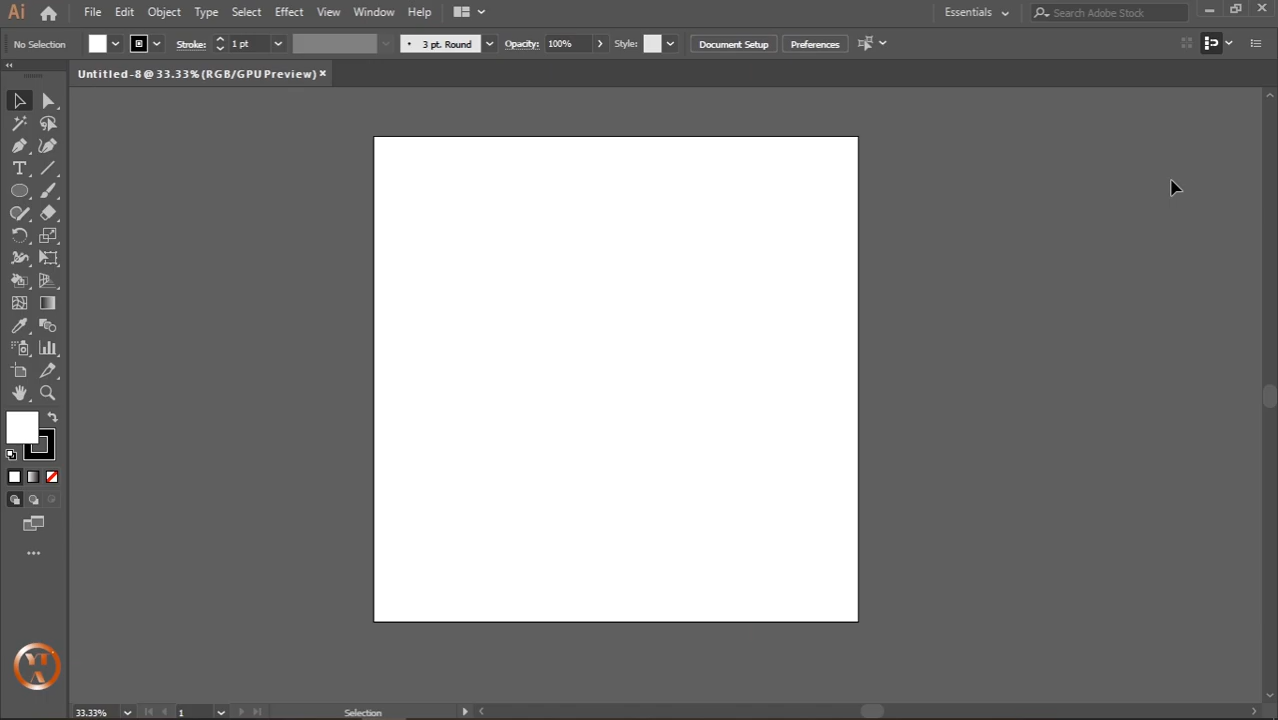 Ai File Edit Object Type Select Effect View Window Help Essentials Search Adobe Stock
No Selection Stroke: 1 pt 3 pt. Round Opacity: 100% Style: Document Setup Preferences
Untitled-8 @ 33.33% (RGB/GPU Preview)
33.33% 1 Selection